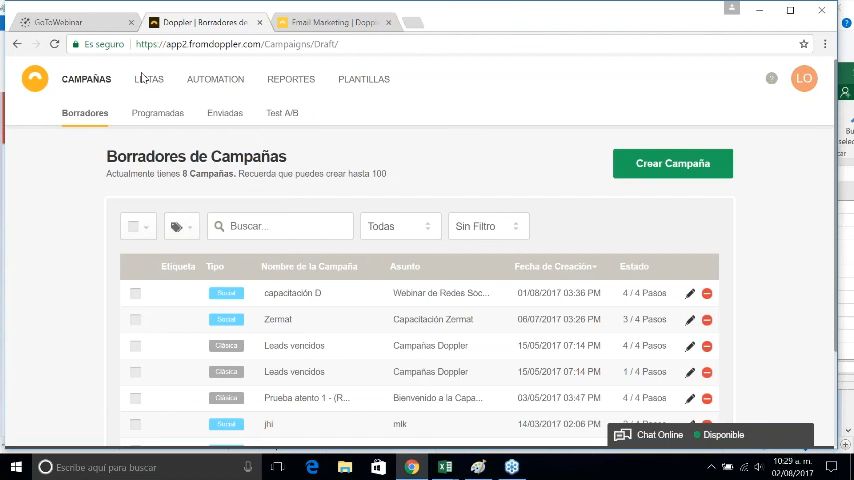 GoToWebinar
Doppler | Borradores de
Email Marketing | Dopple
Es seguro
https://app2.fromdoppler.com/Campaigns/Draft/
CAMPAÑAS
LISTAS
AUTOMATION
REPORTES
PLANTILLAS
?
LO
Borradores
Programadas
Enviadas
Test A/B
Borradores de Campañas
Actualmente tienes 8 Campañas. Recuerda que puedes crear hasta 100
Crear Campaña
Buscar...
Todas
Sin Filtro
Etiqueta Tipo Nombre de la Campaña Asunto Fecha de Creación Estado
Social capacitación D Webinar de Redes Soc... 01/08/2017 03:36 PM 4 / 4 Pasos
Social Zermat Capacitación Zermat 06/07/2017 03:26 PM 3 / 4 Pasos
Clásica Leads vencidos Campañas Doppler 15/05/2017 07:14 PM 4 / 4 Pasos
Clásica Leads vencidos Campañas Doppler 15/05/2017 07:14 PM 1 / 4 Pasos
Clásica Prueba atento 1 - (R... Bienvenido a la Capa... 03/05/2017 03:47 PM 4 / 4 Pasos
Social jhi mlk 14/03/2017 02:06 PM
Chat Online
Disponible
Escribe aquí para buscar
10:29 a. m.
02/08/2017